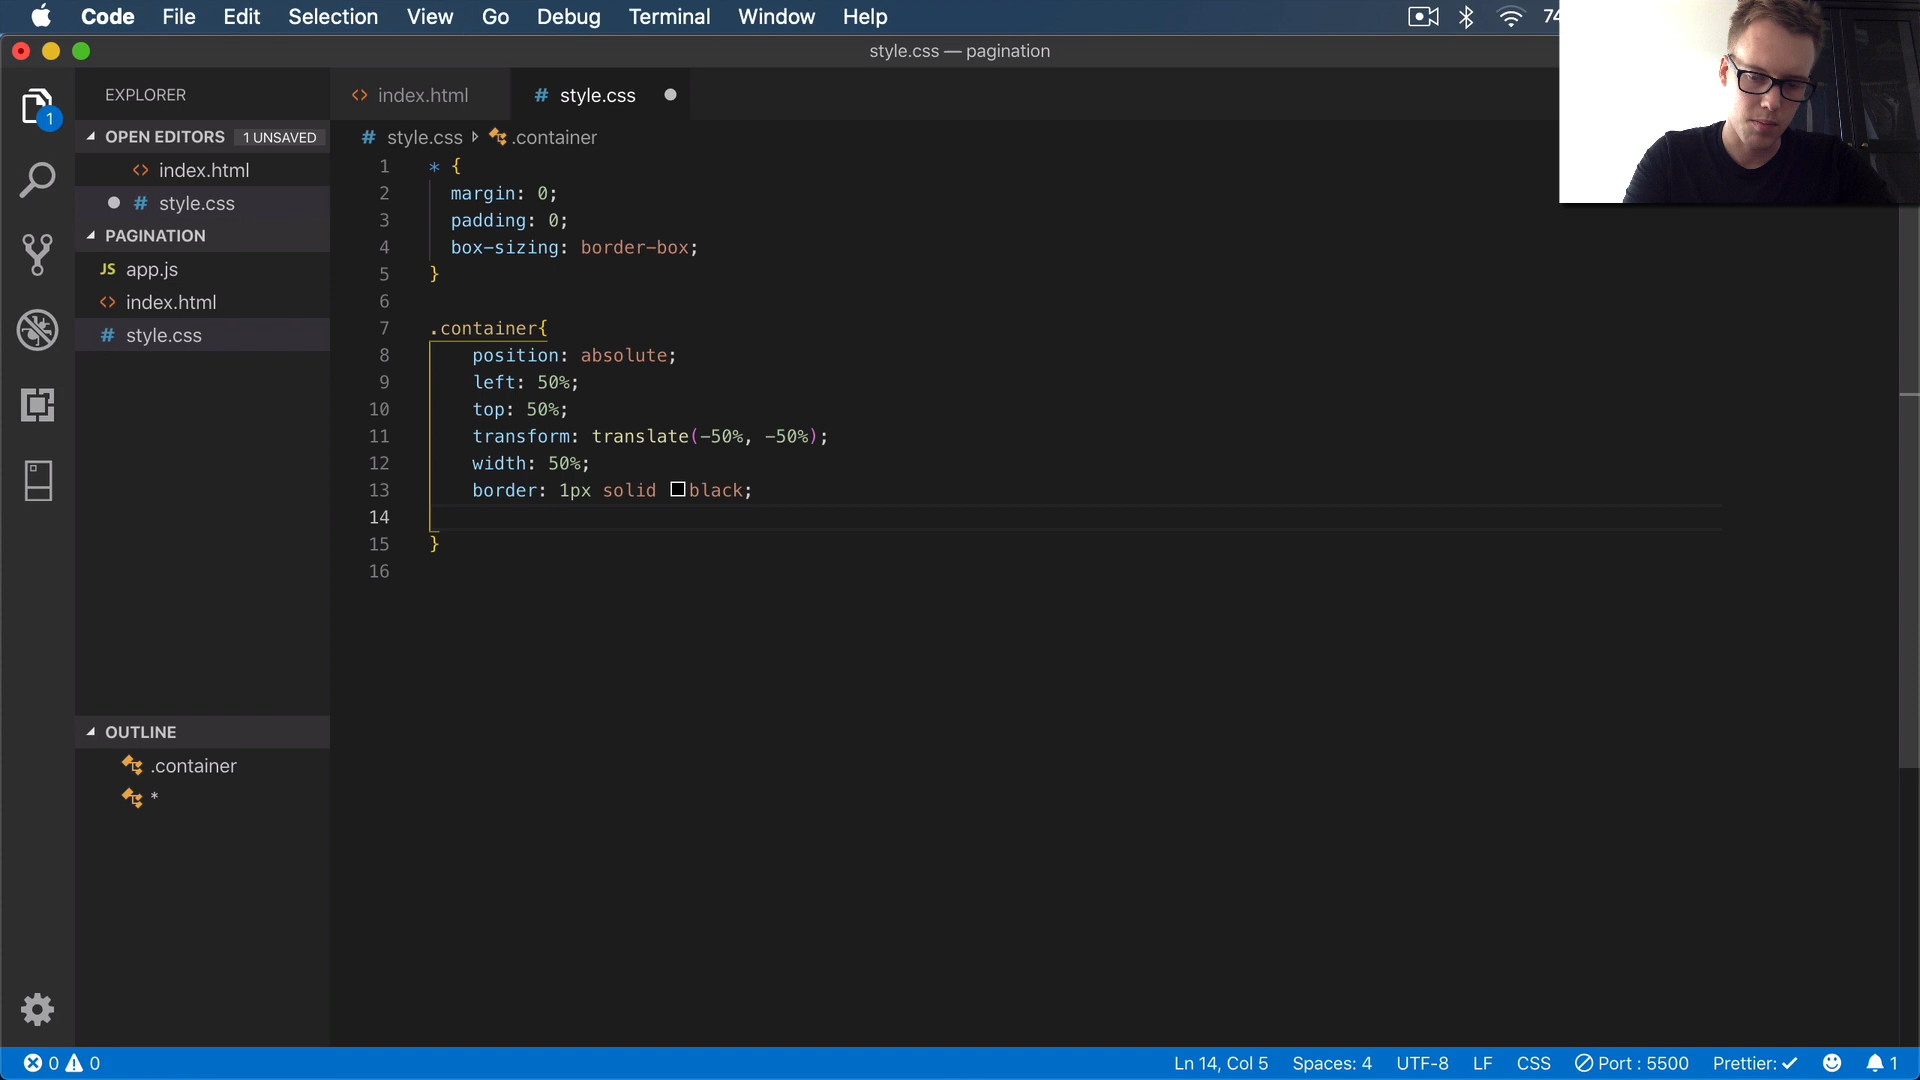 Code File Edit Selection View Go Debug Terminal Window Help
style.css — pagination
EXPLORER
OPEN EDITORS 1 UNSAVED
index.html
style.css
PAGINATION
JS app.js
index.html
# style.css
OUTLINE
.container
*
index.html # style.css
# style.css .container
1 * {
2 margin: 0;
3 padding: 0;
4 box-sizing: border-box;
5 }
6
7 .container{
8 position: absolute;
9 left: 50%;
10 top: 50%;
11 transform: translate(-50%, -50%);
12 width: 50%;
13 border: 1px solid black;
14
15 }
16
1
0 0 Ln 14, Col 5 Spaces: 4 UTF-8 LF CSS Port : 5500 Prettier: ✓ 1